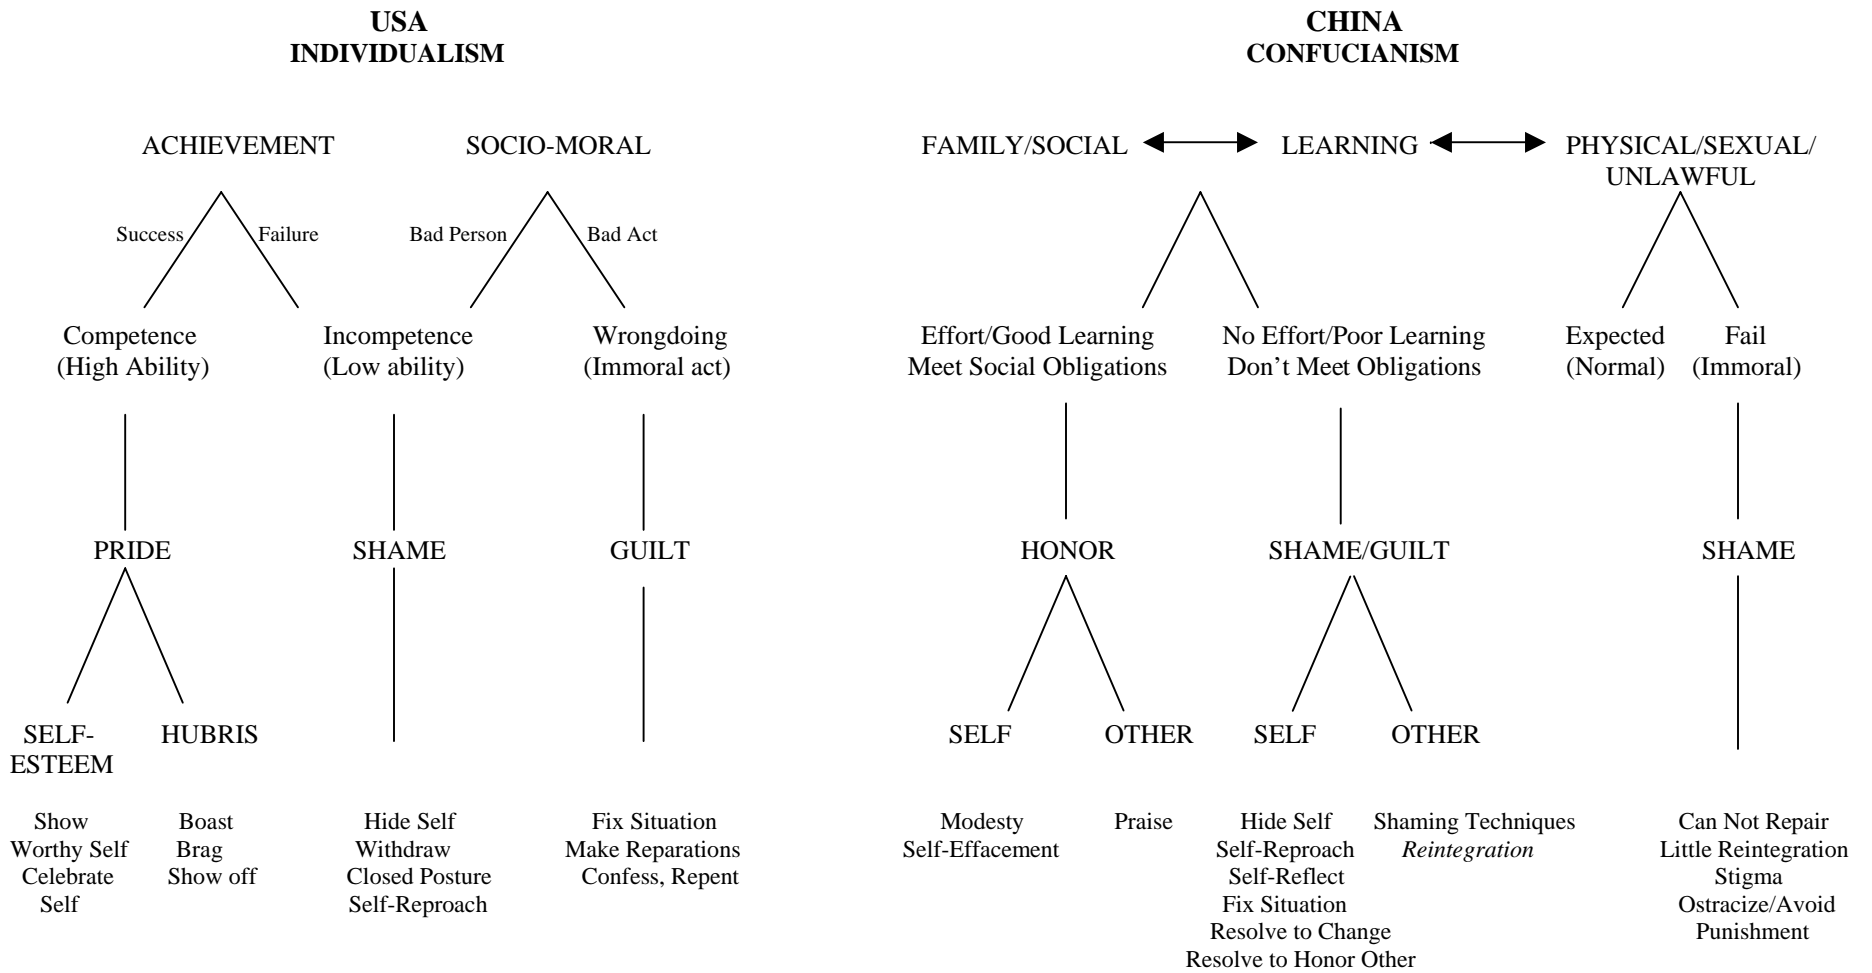 USA
INDIVIDUALISM
CHINA
CONFUCIANISM
ACHIEVEMENT
SOCIO-MORAL
FAMILY/SOCIAL
LEARNING
PHYSICAL/SEXUAL/
UNLAWFUL
Success
Failure
Bad Person
Bad Act
Competence
(High Ability)
Incompetence
(Low ability)
Wrongdoing
(Immoral act)
Effort/Good Learning
Meet Social Obligations
No Effort/Poor Learning
Don't Meet Obligations
Expected
(Normal)
Fail
(Immoral)
PRIDE
SHAME
GUILT
HONOR
SHAME/GUILT
SHAME
SELF-
ESTEEM
HUBRIS
SELF
OTHER
SELF
OTHER
Show
Worthy Self
Celebrate
Self
Boast
Brag
Show off
Hide Self
Withdraw
Closed Posture
Self-Reproach
Fix Situation
Make Reparations
Confess, Repent
Modesty
Self-Effacement
Praise
Hide Self
Self-Reproach
Self-Reflect
Fix Situation
Resolve to Change
Resolve to Honor Other
Shaming Techniques
Reintegration
Can Not Repair
Little Reintegration
Stigma
Ostracize/Avoid
Punishment